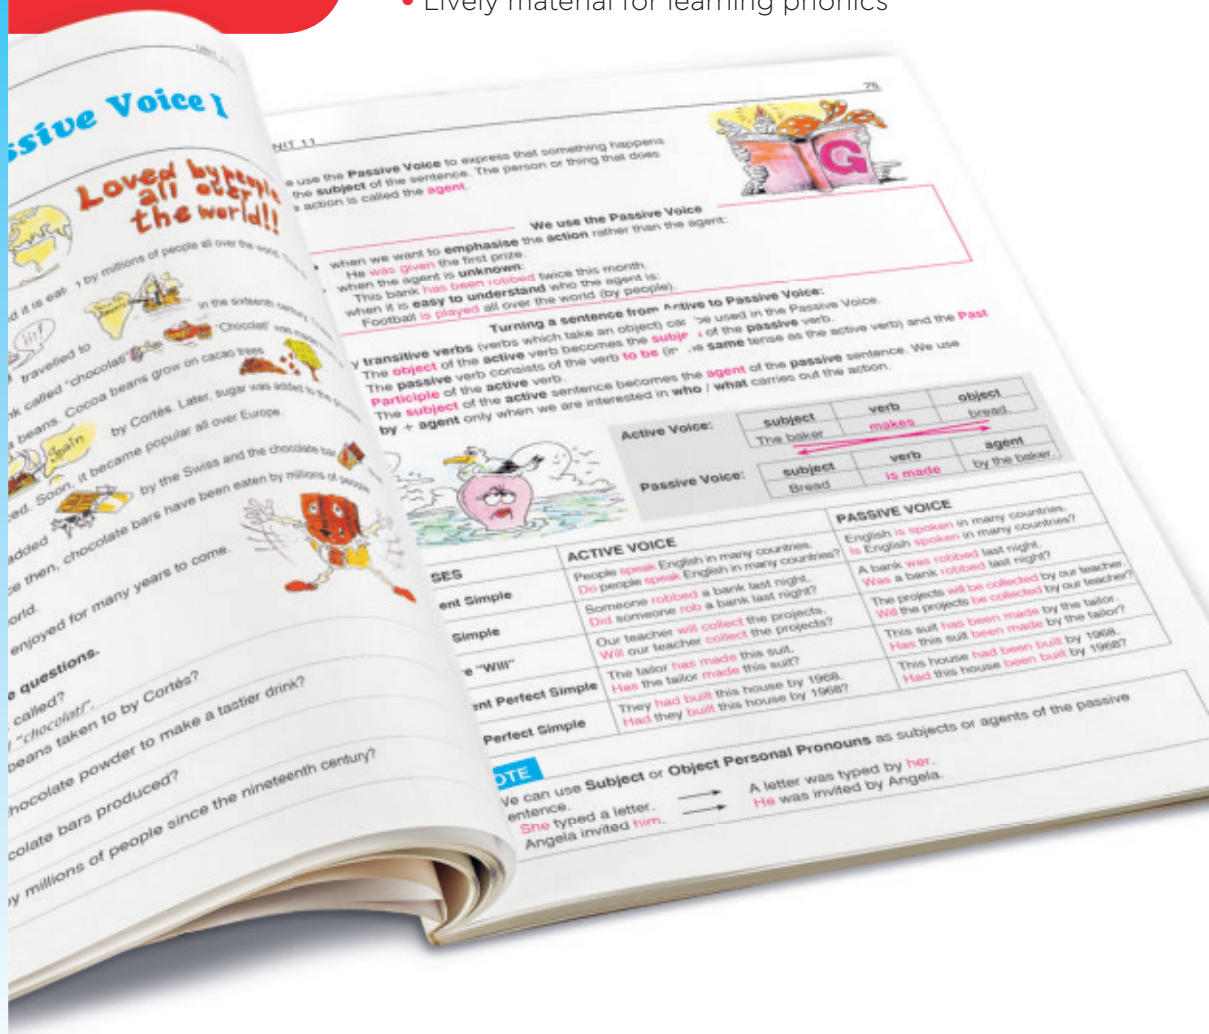 • Lively material for learning phonics
UNIT 11
ssive Voice 1
Loved by people
all over
the world!!
d it is eat
by millions of people all over the world.
Hi!
travelled to
South
America
in the sixteenth century.
nk called "chocolatl"
"Chocolatl" was made
a beans. Cocoa beans grow on cacao trees
Spain
by Cortés. Later, sugar was added to the
ed. Soon, it became popular all over Europe.
added
by the Swiss and the chocolate bar
ce then, chocolate bars have been eaten by millions of people
orld.
enjoyed for many years to come.
e questions.
called?
"chocolatl".
beans taken to by Cortés?
hocolate powder to make a tastier drink?
colate bars produced?
y millions of people since the nineteenth century?
NIT 11
75
e use the Passive Voice to express that something happens
the subject of the sentence. The person or thing that does
e action is called the agent.
G
We use the Passive Voice
• when we want to emphasise the action rather than the agent:
He was given the first prize.
when the agent is unknown:
This bank has been robbed twice this month.
when it is easy to understand who the agent is:
Football is played all over the world (by people).
Turning a sentence from Active to Passive Voice:
y transitive verbs (verbs which take an object) can be used in the Passive Voice.
The object of the active verb becomes the subje of the passive verb.
The passive verb consists of the verb to be (in he same tense as the active verb) and the Past
Participle of the active verb.
The subject of the active sentence becomes the agent of the passive sentence. We use
by + agent only when we are interested in who / what carries out the action.
Active Voice: subject verb object
The baker makes bread.
Passive Voice: subject verb agent
Bread is made by the baker.
SES ACTIVE VOICE PASSIVE VOICE
ent Simple People speak English in many countries. English is spoken in many countries.
Do people speak English in many countries? Is English spoken in many countries?
Simple Someone robbed a bank last night. A bank was robbed last night.
Did someone rob a bank last night? Was a bank robbed last night?
e "Will" Our teacher will collect the projects. The projects will be collected by our teacher.
Will our teacher collect the projects? Will the projects be collected by our teacher?
ent Perfect Simple The tailor has made this suit. This suit has been made by the tailor.
Has the tailor made this suit? Has this suit been made by the tailor?
Perfect Simple They had built this house by 1968. This house had been built by 1968.
Had they built this house by 1968? Had this house been built by 1968?
OTE
We can use Subject or Object Personal Pronouns as subjects or agents of the passive
entence.
She typed a letter. A letter was typed by her.
Angela invited him. He was invited by Angela.